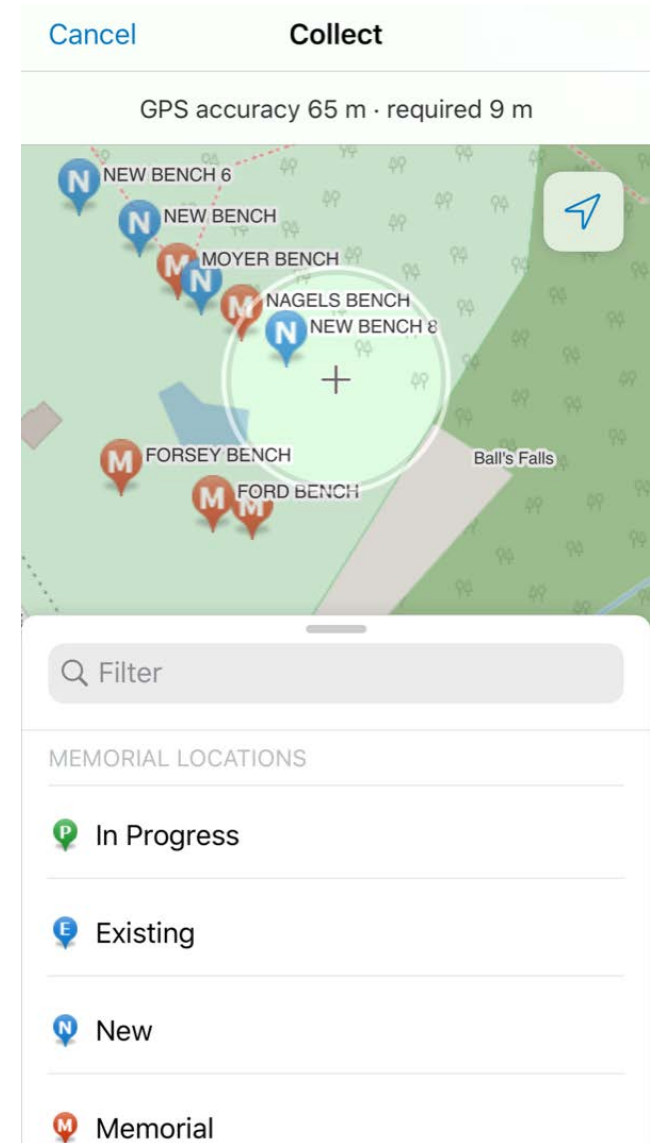 Cancel
Collect
GPS accuracy 65 m · required 9 m
N NEW BENCH 6
N NEW BENCH
M MOYER BENCH
N
M NAGELS BENCH
N NEW BENCH 8
M FORSEY BENCH
Ball's Falls
M FORD BENCH
M
Filter
MEMORIAL LOCATIONS
P In Progress
E Existing
N New
M Memorial